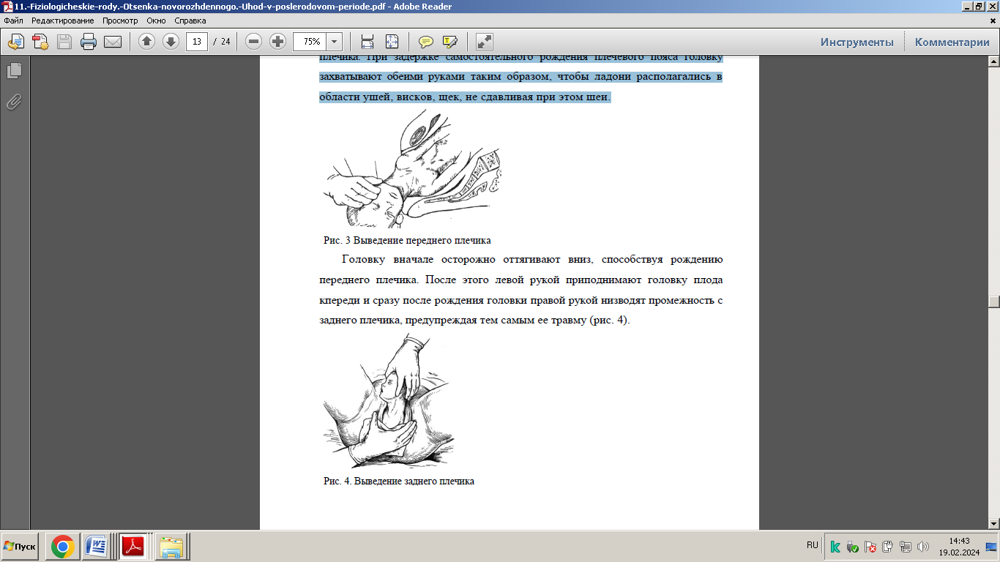 11.-Fiziologicheskie-rody.-Otsenka-novorozhdennogo.-Uhod-v-poslerodovom-periode.pdf - Adobe Reader
Файл Редактирование Просмотр Окно Справка
13 / 24 75% Инструменты Комментарии
плечика. При задержке самостоятельного рождения плечевого пояса головку
захватывают обеими руками таким образом, чтобы ладони располагались в
области ушей, висков, щек, не сдавливая при этом шеи.
Рис. 3 Выведение переднего плечика
Головку вначале осторожно оттягивают вниз, способствуя рождению
переднего плечика. После этого левой рукой приподнимают головку плода
кпереди и сразу после рождения головки правой рукой низводят промежность с
заднего плечика, предупреждая тем самым ее травму (рис. 4).
Рис. 4. Выведение заднего плечика
Пуск
RU
14:43
19.02.2024